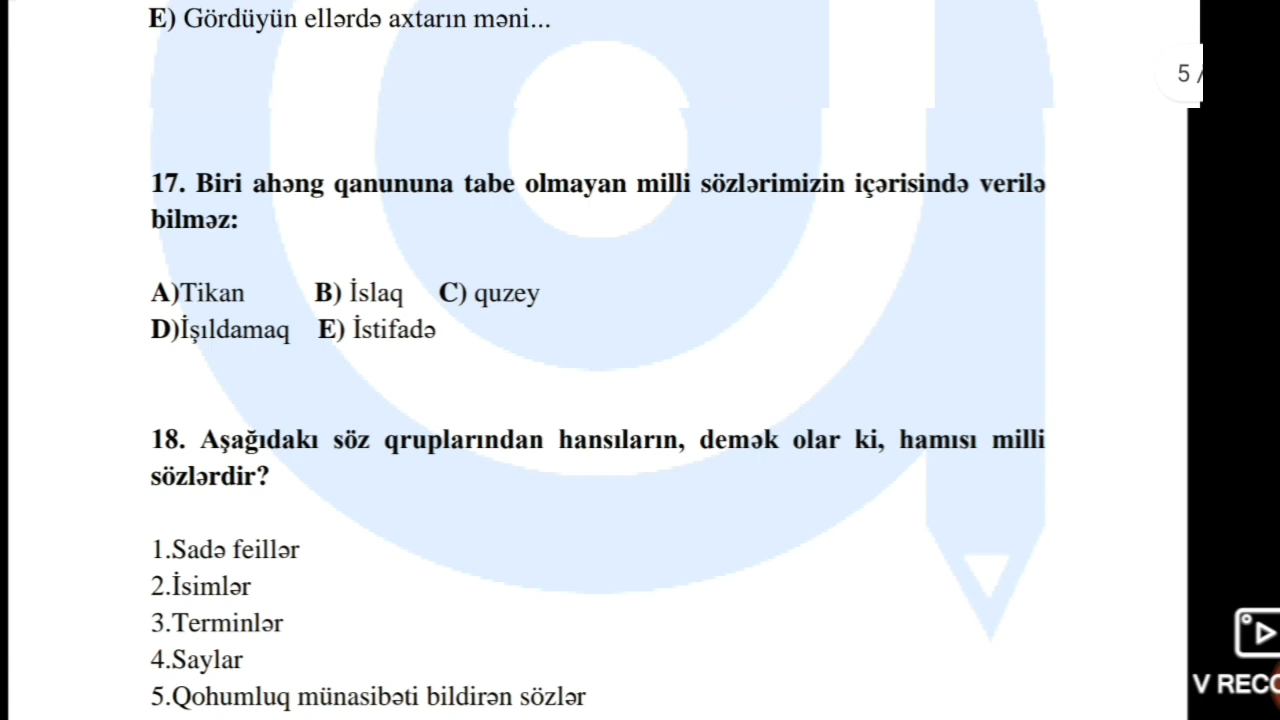 E) Gördüyün ellərdə axtarın məni...
5 /
17. Biri ahəng qanununa tabe olmayan milli sözlərimizin içərisində verilə
bilməz:
A)Tikan B) İslaq C) quzey
D)İşıldamaq E) İstifadə
18. Aşağıdakı söz qruplarından hansıların, demək olar ki, hamısı milli
sözlərdir?
1.Sadə feillər
2.İsimlər
3.Terminlər
4.Saylar
5.Qohumluq münasibəti bildirən sözlər
V RECO